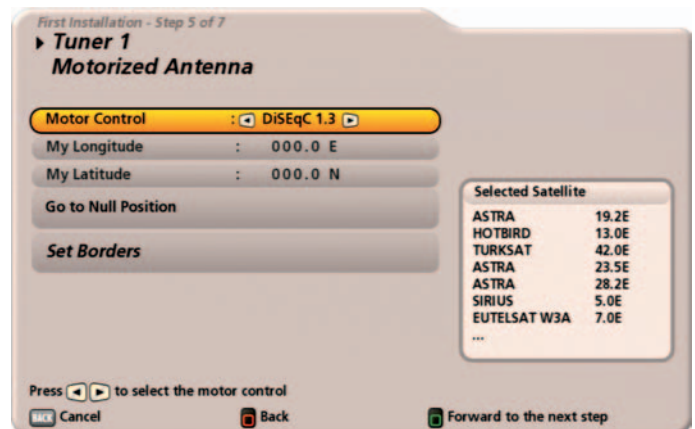 First Installation - Step 5 of 7
Tuner 1
Motorized Antenna
Motor Control : DiSEqC 1.3
My Longitude : 000.0 E
My Latitude : 000.0 N
Go to Null Position
Set Borders
Selected Satellite
ASTRA 19.2E
HOTBIRD 13.0E
TURKSAT 42.0E
ASTRA 23.5E
ASTRA 28.2E
SIRIUS 5.0E
EUTELSAT W3A 7.0E
...
Press to select the motor control
BACK Cancel Back Forward to the next step